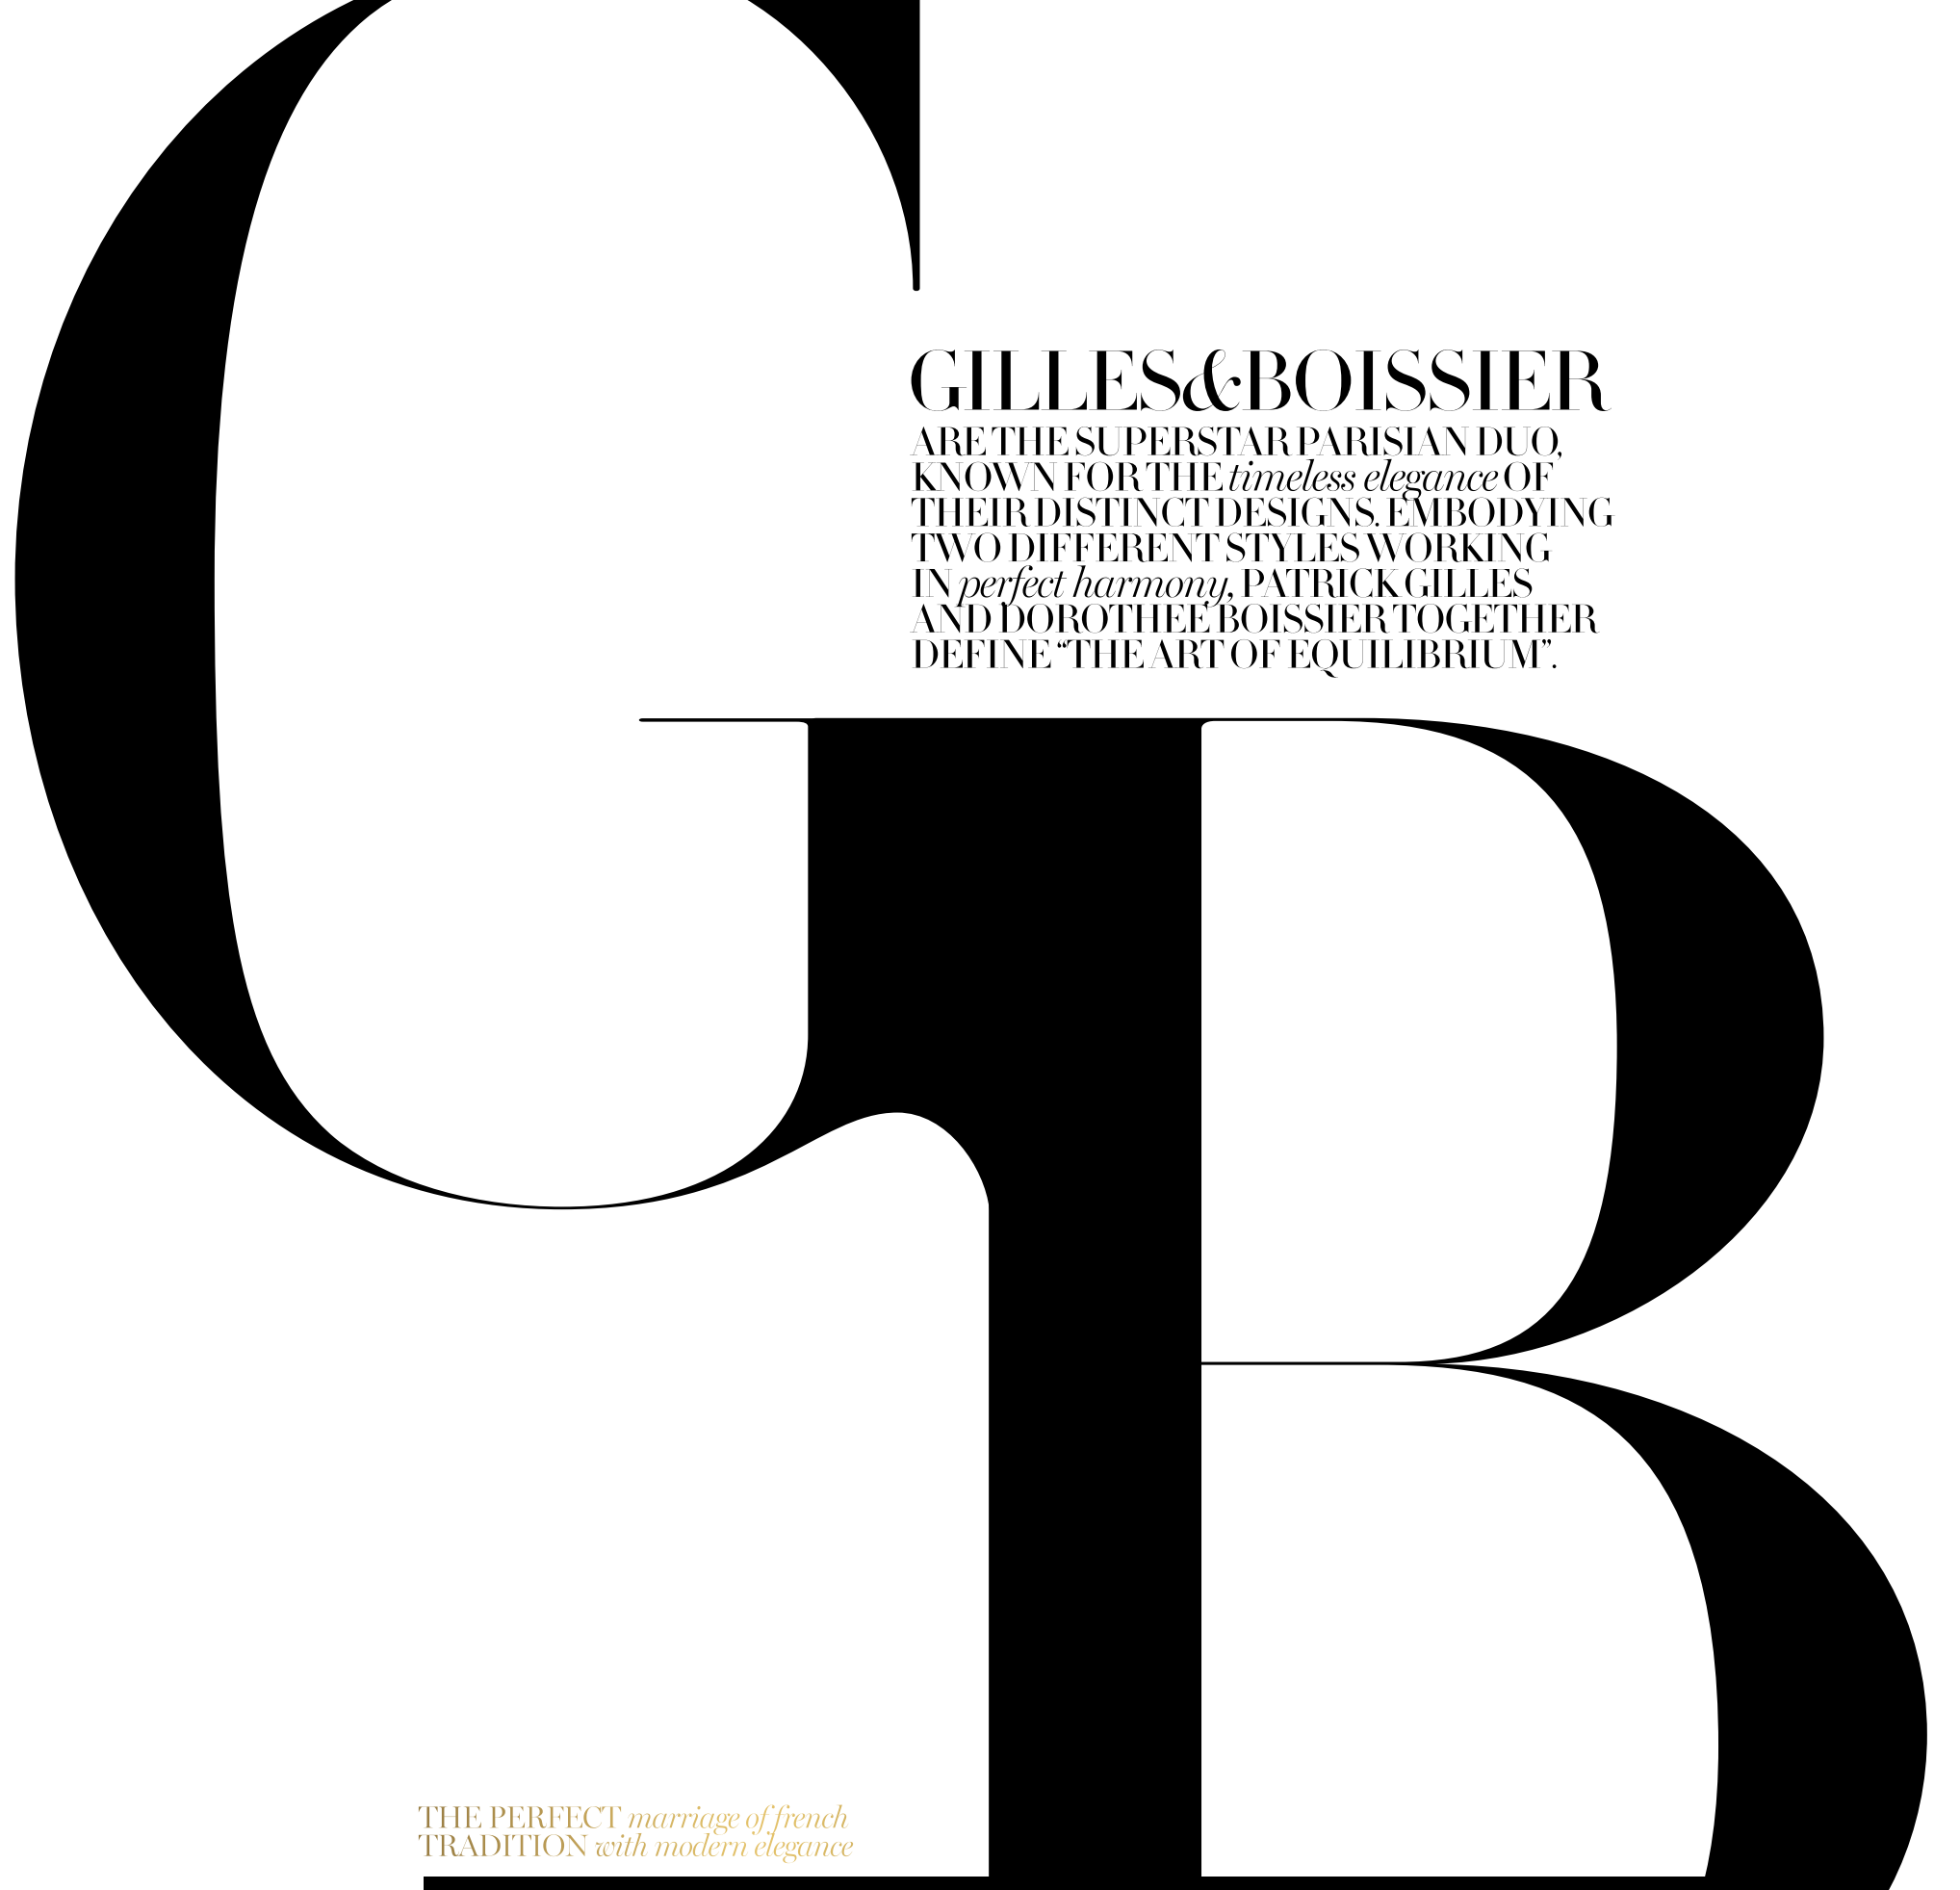 GB
GILLES&BOISSIER
ARE THE SUPERSTAR PARISIAN DUO,
KNOWN FOR THE timeless elegance OF
THEIR DISTINCT DESIGNS. EMBODYING
TWO DIFFERENT STYLES WORKING
IN perfect harmony, PATRICK GILLES
AND DOROTHEE BOISSIER TOGETHER
DEFINE “THE ART OF EQUILIBRIUM”.
THE PERFECT marriage of french
TRADITION with modern elegance